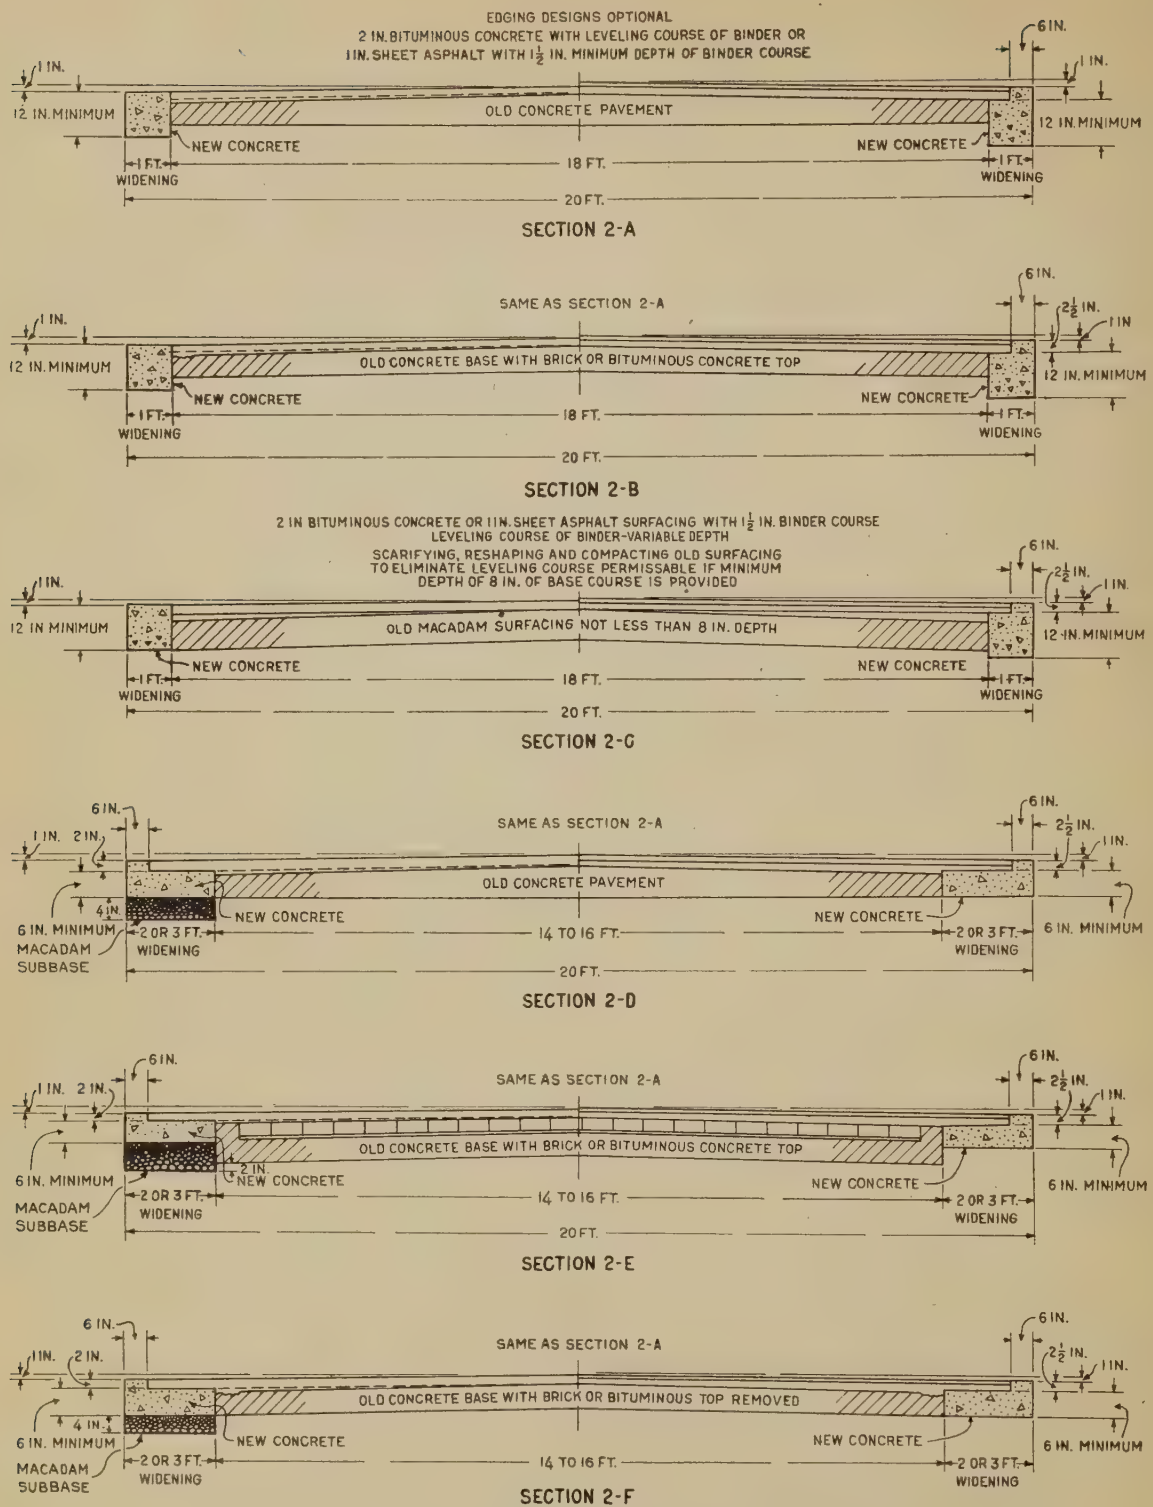 EDGING DESIGNS OPTIONAL
2 IN. BITUMINOUS CONCRETE WITH LEVELING COURSE OF BINDER OR
1 IN. SHEET ASPHALT WITH 1 1/2 IN. MINIMUM DEPTH OF BINDER COURSE
6 IN.
1 IN.
1 IN.
12 IN. MINIMUM
OLD CONCRETE PAVEMENT
12 IN. MINIMUM
NEW CONCRETE
NEW CONCRETE
1 FT.
WIDENING
18 FT.
1 FT.
WIDENING
20 FT.
SECTION 2-A
6 IN.
SAME AS SECTION 2-A
1 IN.
2 1/2 IN.
1 IN
12 IN. MINIMUM
OLD CONCRETE BASE WITH BRICK OR BITUMINOUS CONCRETE TOP
12 IN. MINIMUM
NEW CONCRETE
NEW CONCRETE
1 FT.
WIDENING
18 FT.
1 FT.
WIDENING
20 FT.
SECTION 2-B
2 IN BITUMINOUS CONCRETE OR 1 IN. SHEET ASPHALT SURFACING WITH 1 1/2 IN. BINDER COURSE
LEVELING COURSE OF BINDER-VARIABLE DEPTH
SCARIFYING, RESHAPING AND COMPACTING OLD SURFACING
TO ELIMINATE LEVELING COURSE PERMISSABLE IF MINIMUM
DEPTH OF 8 IN. OF BASE COURSE IS PROVIDED
6 IN.
1 IN.
2 1/2 IN.
1 IN.
12 IN MINIMUM
OLD MACADAM SURFACING NOT LESS THAN 8 IN. DEPTH
12 IN. MINIMUM
NEW CONCRETE
NEW CONCRETE
1 FT.
WIDENING
18 FT.
1 FT.
WIDENING
20 FT.
SECTION 2-C
6 IN.
6 IN.
SAME AS SECTION 2-A
1 IN.
2 IN.
2 1/2 IN.
1 IN.
OLD CONCRETE PAVEMENT
4 IN.
NEW CONCRETE
NEW CONCRETE
6 IN. MINIMUM
6 IN. MINIMUM
MACADAM
SUBBASE
2 OR 3 FT.
WIDENING
14 TO 16 FT.
2 OR 3 FT.
WIDENING
20 FT.
SECTION 2-D
6 IN.
6 IN.
SAME AS SECTION 2-A
1 IN.
2 IN.
2 1/2 IN.
1 IN.
OLD CONCRETE BASE WITH BRICK OR BITUMINOUS CONCRETE TOP
2 IN.
6 IN. MINIMUM
NEW CONCRETE
NEW CONCRETE
6 IN. MINIMUM
MACADAM
SUBBASE
2 OR 3 FT.
WIDENING
14 TO 16 FT.
2 OR 3 FT.
WIDENING
20 FT.
SECTION 2-E
6 IN.
6 IN.
SAME AS SECTION 2-A
1 IN.
2 IN.
2 1/2 IN.
1 IN.
OLD CONCRETE BASE WITH BRICK OR BITUMINOUS TOP REMOVED
4 IN.
NEW CONCRETE
NEW CONCRETE
6 IN. MINIMUM
6 IN. MINIMUM
MACADAM
SUBBASE
2 OR 3 FT.
WIDENING
14 TO 16 FT.
2 OR 3 FT.
WIDENING
SECTION 2-F